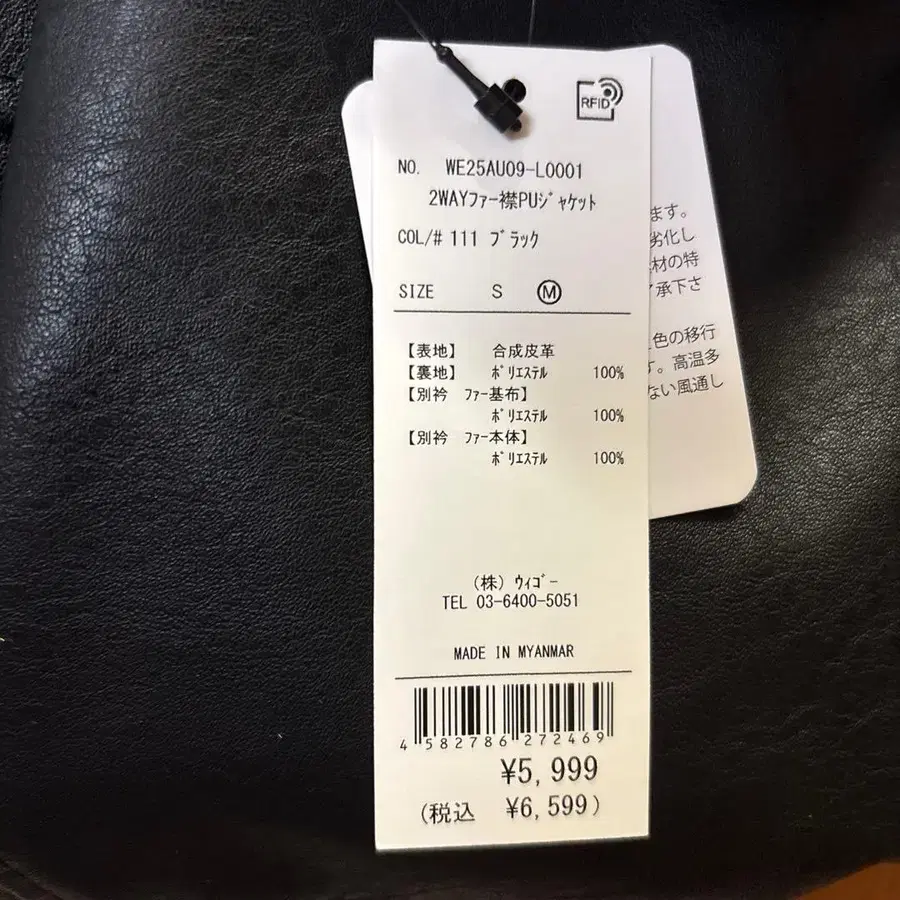 RFID
NO. WE25AU09-L0001
2WAYﾌｧｰ襟PUｼﾞｬｹｯﾄ
COL/# 111 ﾌﾞﾗｯｸ
SIZE S Ⓜ
【表地】 合成皮革
【裏地】 ﾎﾟﾘｴｽﾃﾙ 100%
【別衿 ﾌｧｰ基布】
ﾎﾟﾘｴｽﾃﾙ 100%
【別衿 ﾌｧｰ本体】
ﾎﾟﾘｴｽﾃﾙ 100%
(株) ｳｨｺﾞｰ
TEL 03-6400-5051
MADE IN MYANMAR
4582786272469
¥5,999
(税込 ¥6,599)
ます。
劣化し
材の特
承下さ
色の移行
す。高温多
ない風通し